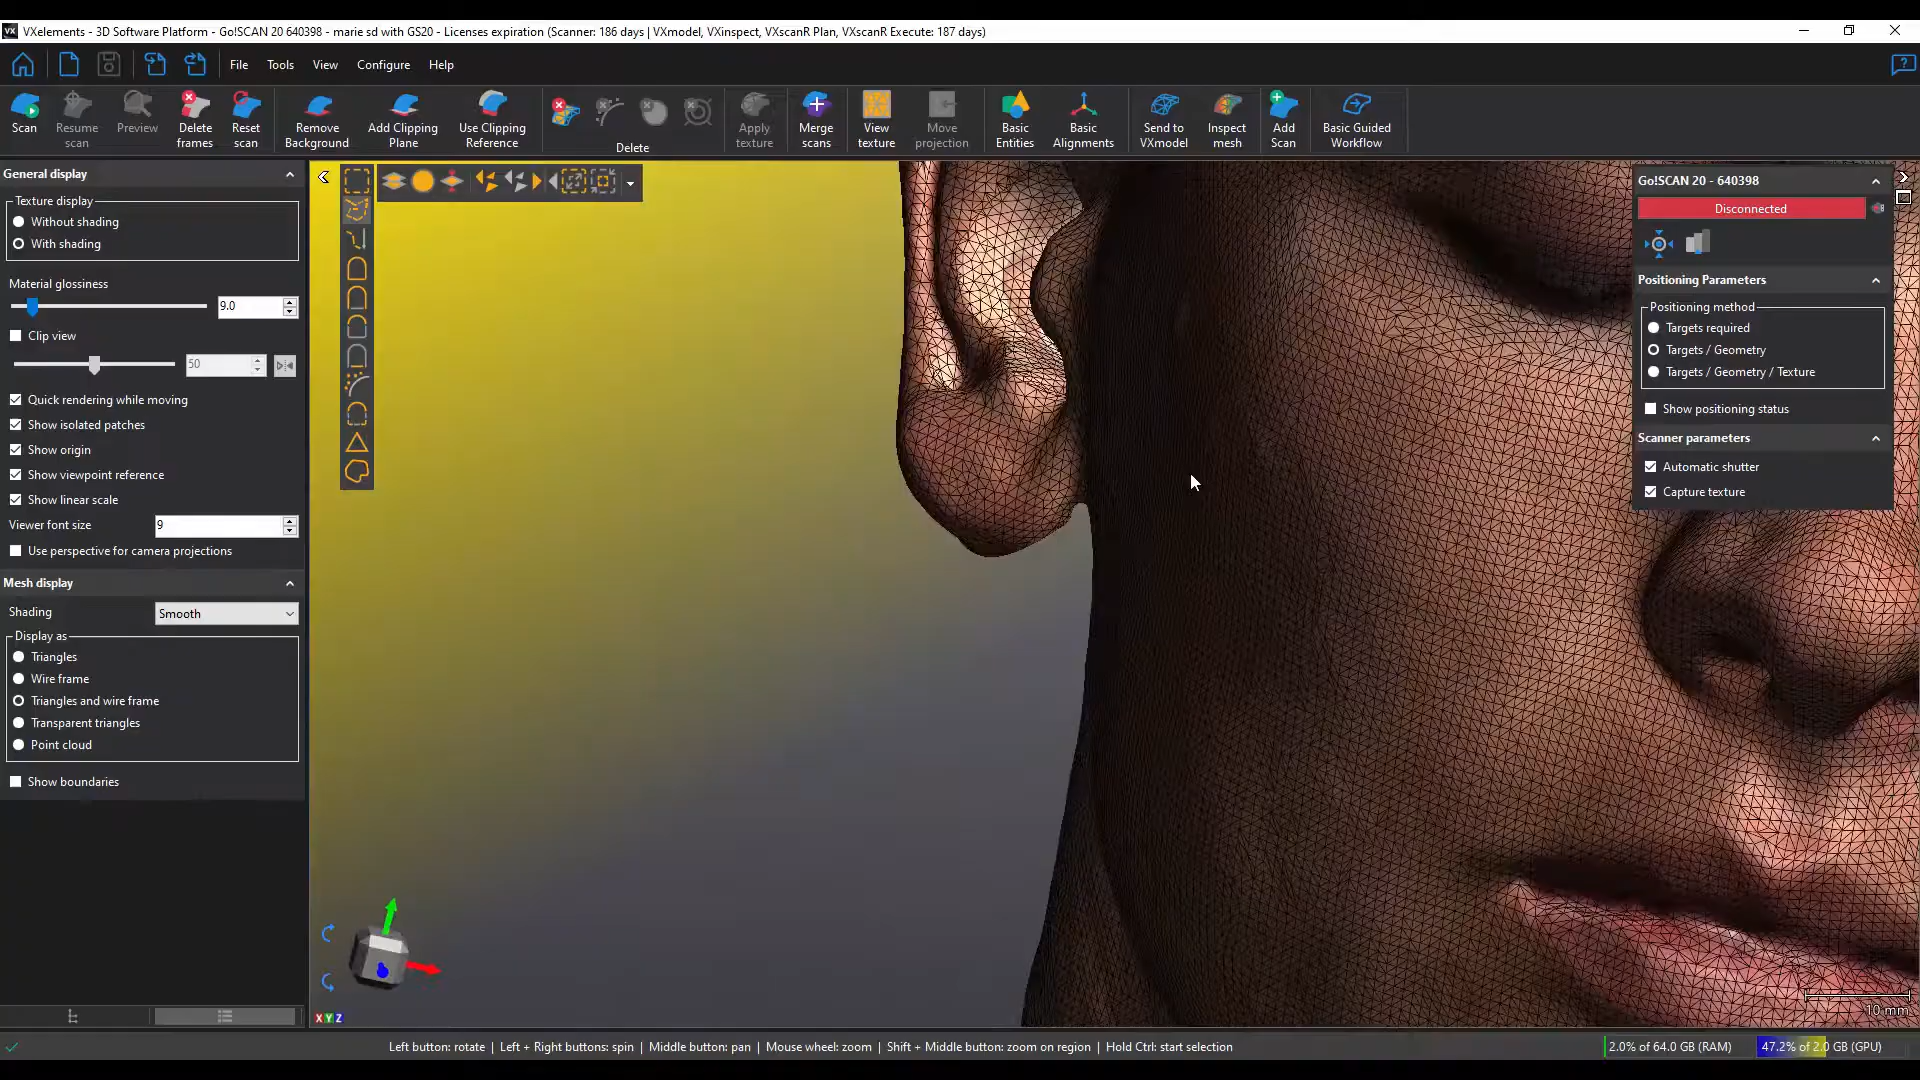 VXelements - 3D Software Platform - Go!SCAN 20 640398 - marie sd with GS20 - Licenses expiration (Scanner: 186 days | VXmodel, VXinspect, VXscanR Plan, VXscanR Execute: 187 days)
File Tools View Configure Help
Scan
Resume scan
Preview
Delete frames
Reset scan
Remove Background
Add Clipping Plane
Use Clipping Reference
Delete
Apply texture
Merge scans
View texture
Move projection
Basic Entities
Basic Alignments
Send to VXmodel
Inspect mesh
Add Scan
Basic Guided Workflow
General display
Texture display
Without shading
With shading
Material glossiness
9.0
Clip view
50
Quick rendering while moving
Show isolated patches
Show origin
Show viewpoint reference
Show linear scale
Viewer font size 9
Use perspective for camera projections
Mesh display
Shading Smooth
Display as
Triangles
Wire frame
Triangles and wire frame
Transparent triangles
Point cloud
Show boundaries
Go!SCAN 20 - 640398
Disconnected
Positioning Parameters
Positioning method
Targets required
Targets / Geometry
Targets / Geometry / Texture
Show positioning status
Scanner parameters
Automatic shutter
Capture texture
10 mm
X Y Z
Left button: rotate | Left + Right buttons: spin | Middle button: pan | Mouse wheel: zoom | Shift + Middle button: zoom on region | Hold Ctrl: start selection
2.0% of 64.0 GB (RAM)
47.2% of 2.0 GB (GPU)